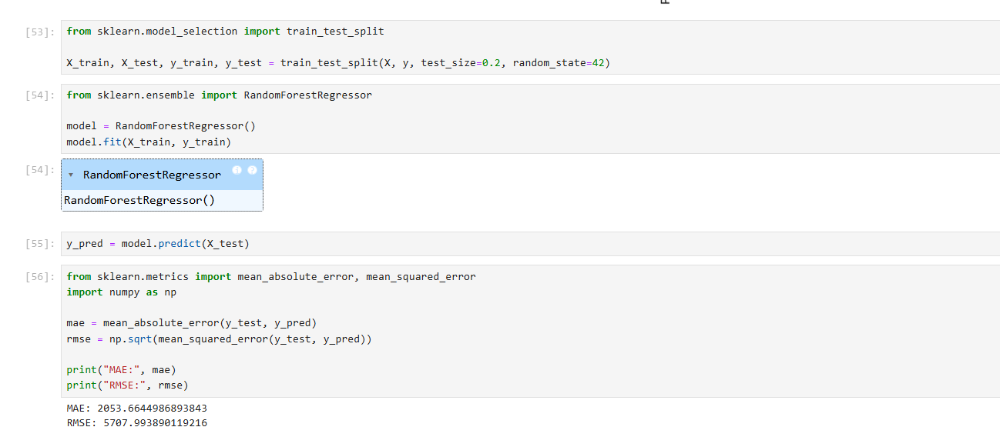 [53]: from sklearn.model_selection import train_test_split
X_train, X_test, y_train, y_test = train_test_split(X, y, test_size=0.2, random_state=42)
[54]: from sklearn.ensemble import RandomForestRegressor
model = RandomForestRegressor()
model.fit(X_train, y_train)
[54]: RandomForestRegressor
RandomForestRegressor()
[55]: y_pred = model.predict(X_test)
[56]: from sklearn.metrics import mean_absolute_error, mean_squared_error
import numpy as np
mae = mean_absolute_error(y_test, y_pred)
rmse = np.sqrt(mean_squared_error(y_test, y_pred))
print("MAE:", mae)
print("RMSE:", rmse)
MAE: 2053.6644986893843
RMSE: 5707.993890119216